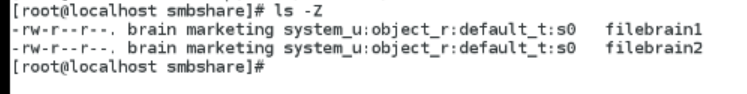 [root@localhost smbshare]# ls -Z
-rw-r--r--. brain marketing system_u:object_r:default_t:s0   filebrain1
-rw-r--r--. brain marketing system_u:object_r:default_t:s0   filebrain2
[root@localhost smbshare]#